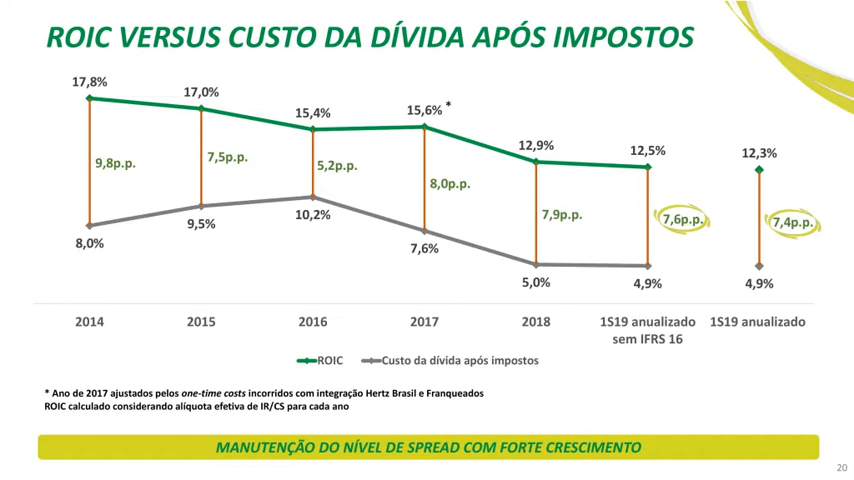 ROIC VERSUS CUSTO DA DÍVIDA APÓS IMPOSTOS
17,8%
17,0%
15,4%
15,6% *
12,9%
12,5%
12,3%
9,8p.p.
7,5p.p.
5,2p.p.
8,0p.p.
7,9p.p.
7,6p.p.
7,4p.p.
8,0%
9,5%
10,2%
7,6%
5,0%
4,9%
4,9%
2014
2015
2016
2017
2018
1S19 anualizado
sem IFRS 16
1S19 anualizado
ROIC
Custo da dívida após impostos
* Ano de 2017 ajustados pelos one-time costs incorridos com integração Hertz Brasil e Franqueados
ROIC calculado considerando alíquota efetiva de IR/CS para cada ano
MANUTENÇÃO DO NÍVEL DE SPREAD COM FORTE CRESCIMENTO
20